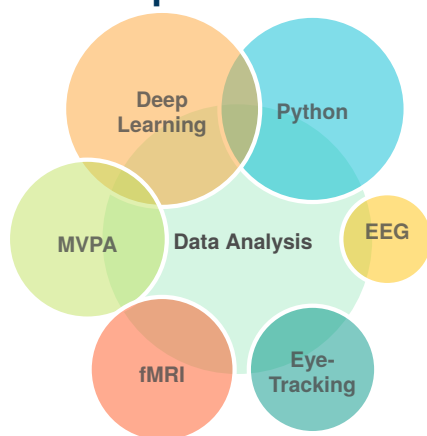 Deep
Learning
Python
MVPA
Data Analysis
EEG
fMRI
Eye-
Tracking